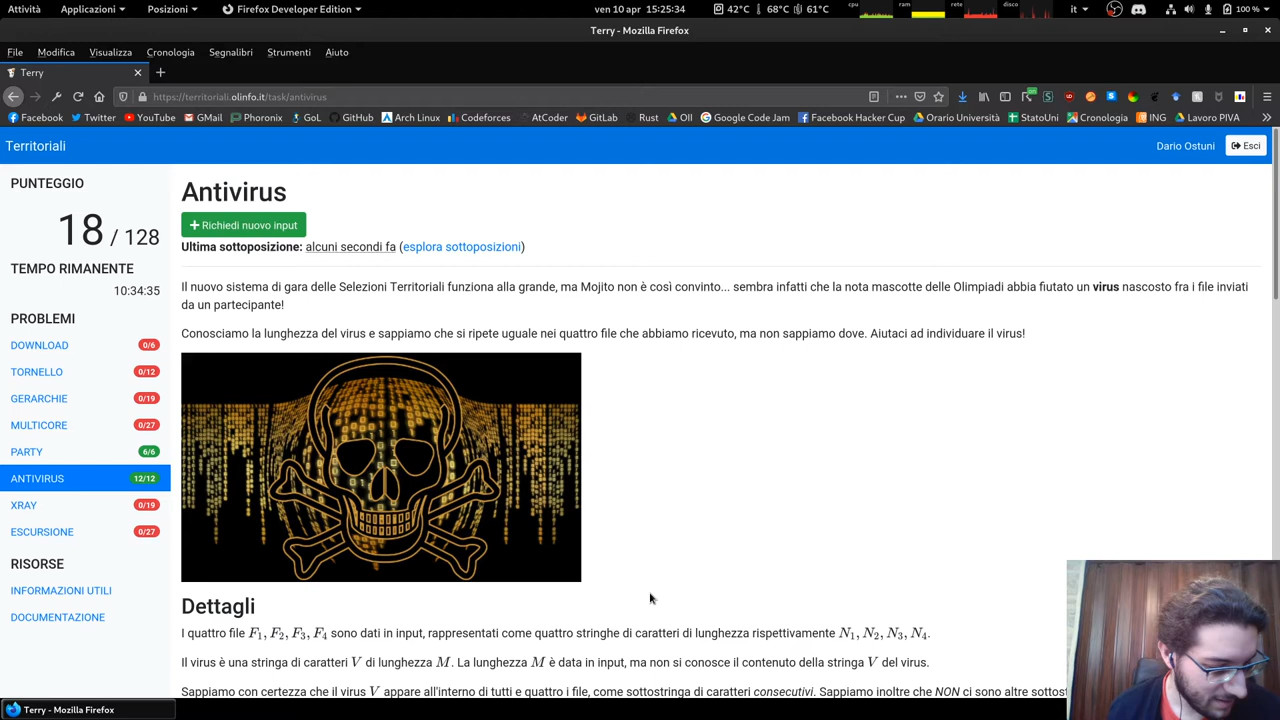 Attività Applicazioni Posizioni Firefox Developer Edition ven 10 apr 15:25:34 42°C 68°C 61°C cpu ram rete disco it 100 %
Terry - Mozilla Firefox
File Modifica Visualizza Cronologia Segnalibri Strumenti Aiuto
Terry
https://territoriali.olinfo.it/task/antivirus
Facebook Twitter YouTube GMail Phoronix GoL GitHub Arch Linux Codeforces AtCoder GitLab Rust OII Google Code Jam Facebook Hacker Cup Orario Università StatoUni Cronologia ING Lavoro PIVA
Territoriali Dario Ostuni Esci
PUNTEGGIO
18 / 128
TEMPO RIMANENTE
10:34:35
PROBLEMI
DOWNLOAD 0/6
TORNELLO 0/12
GERARCHIE 0/19
MULTICORE 0/27
PARTY 6/6
ANTIVIRUS 12/12
XRAY 0/19
ESCURSIONE 0/27
RISORSE
INFORMAZIONI UTILI
DOCUMENTAZIONE
Antivirus
Richiedi nuovo input
Ultima sottoposizione: alcuni secondi fa (esplora sottoposizioni)
Il nuovo sistema di gara delle Selezioni Territoriali funziona alla grande, ma Mojito non è così convinto... sembra infatti che la nota mascotte delle Olimpiadi abbia fiutato un virus nascosto fra i file inviati
da un partecipante!
Conosciamo la lunghezza del virus e sappiamo che si ripete uguale nei quattro file che abbiamo ricevuto, ma non sappiamo dove. Aiutaci ad individuare il virus!
Dettagli
I quattro file F1, F2, F3, F4 sono dati in input, rappresentati come quattro stringhe di caratteri di lunghezza rispettivamente N1, N2, N3, N4.
Il virus è una stringa di caratteri V di lunghezza M. La lunghezza M è data in input, ma non si conosce il contenuto della stringa V del virus.
Sappiamo con certezza che il virus V appare all'interno di tutti e quattro i file, come sottostringa di caratteri consecutivi. Sappiamo inoltre che NON ci sono altre sottost
Terry - Mozilla Firefox